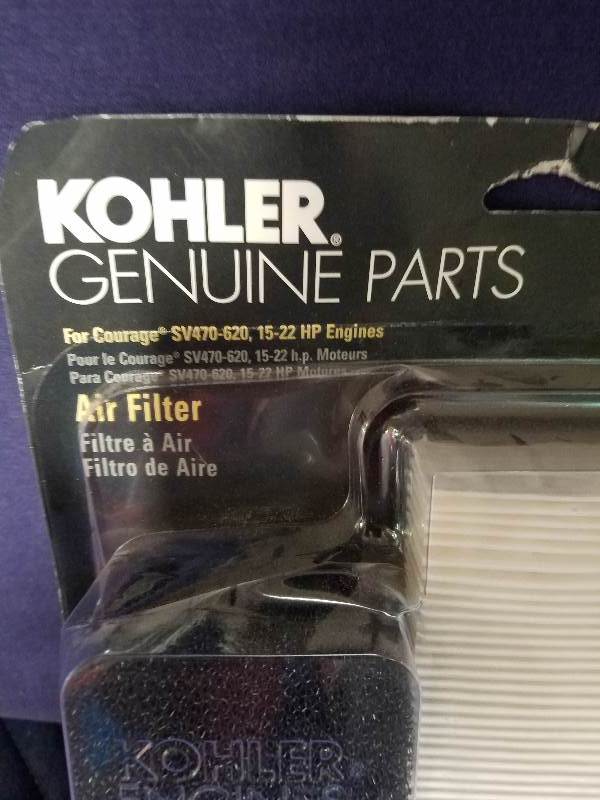 KOHLER®
GENUINE PARTS
For Courage® SV470-620, 15-22 HP Engines
Pour le Courage® SV470-620, 15-22 h.p. Moteurs
Para Courage® SV470-620, 15-22 HP Motores
Air Filter
Filtre à Air
Filtro de Aire
KOHLER®
ENGINES